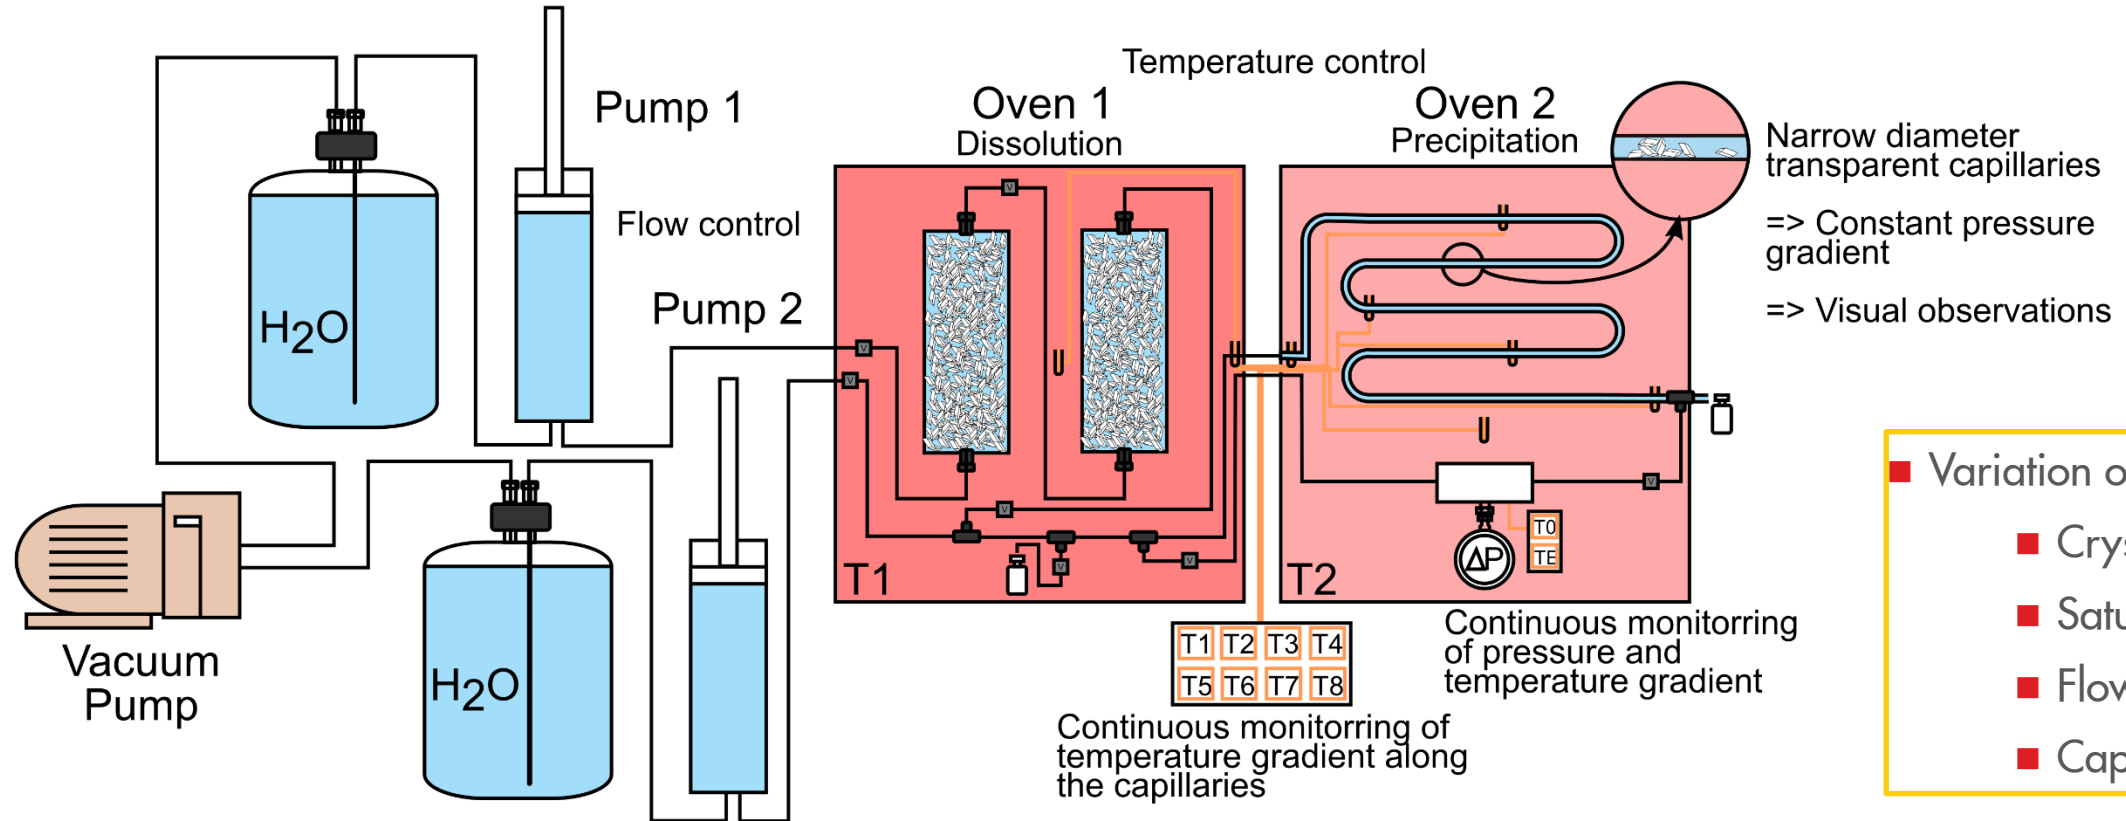 Temperature control
Pump 1
Oven 1
Dissolution
Oven 2
Precipitation
Narrow diameter
transparent capillaries
=> Constant pressure
gradient
=> Visual observations
Flow control
Pump 2
H2O
V
V
V
V
V
V
V
T1
T2
ΔP
T0
TE
Vacuum
Pump
H2O
T1 T2 T3 T4
T5 T6 T7 T8
Continuous monitorring of
temperature gradient along
the capillaries
Continuous monitorring
of pressure and
temperature gradient
Variation